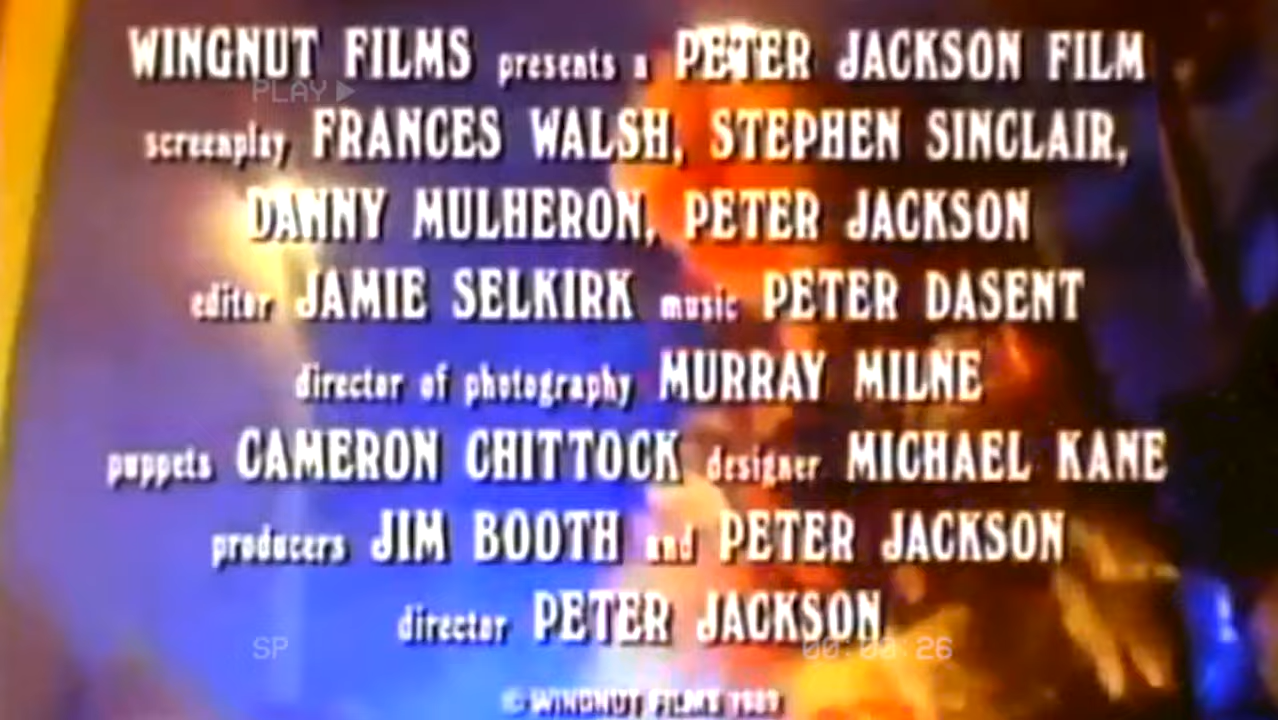 WINGNUT FILMS presents a PETER JACKSON FILM
PLAY
screenplay FRANCES WALSH, STEPHEN SINCLAIR,
DANNY MULHERON, PETER JACKSON
editor JAMIE SELKIRK music PETER DASENT
director of photography MURRAY MILNE
puppets CAMERON CHITTOCK designer MICHAEL KANE
producers JIM BOOTH and PETER JACKSON
director PETER JACKSON
SP
© WINGNUT FILMS